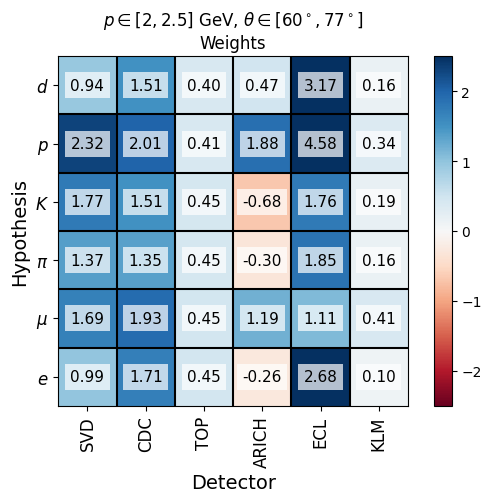 p ∈ [2, 2.5] GeV, θ ∈ [60°, 77°]
Weights
d 0.94 1.51 0.40 0.47 3.17 0.16
p 2.32 2.01 0.41 1.88 4.58 0.34
K 1.77 1.51 0.45 -0.68 1.76 0.19
π 1.37 1.35 0.45 -0.30 1.85 0.16
μ 1.69 1.93 0.45 1.19 1.11 0.41
e 0.99 1.71 0.45 -0.26 2.68 0.10
Hypothesis
SVD CDC TOP ARICH ECL KLM
Detector
2
1
0
−1
−2